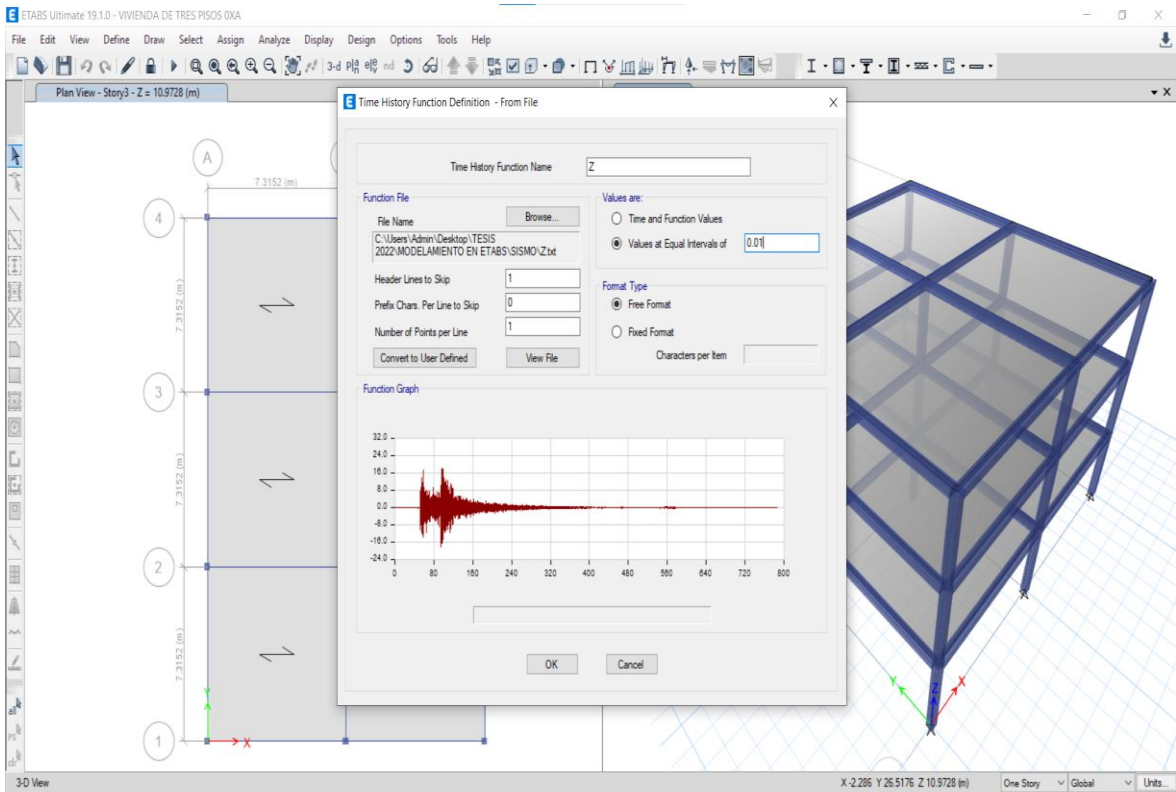 ETABS Ultimate 19.1.0 - VIVIENDA DE TRES PISOS 0XA
File Edit View Define Draw Select Assign Analyze Display Design Options Tools Help
3-d
nd
Plan View - Story3 - Z = 10.9728 (m)
Time History Function Definition - From File
Time History Function Name Z
Function File
File Name Browse...
C:\Users\Admin\Desktop\TESIS
2022\MODELAMIENTO EN ETABS\SISMO\Z.txt
Header Lines to Skip 1
Prefix Chars. Per Line to Skip 0
Number of Points per Line 1
Convert to User Defined View File
Values are:
Time and Function Values
Values at Equal Intervals of 0.01
Format Type
Free Format
Fixed Format
Characters per Item
Function Graph
32.0
24.0
16.0
8.0
0.0
-8.0
-16.0
-24.0
0 80 160 240 320 400 480 560 640 720 800
OK Cancel
A
7.3152 (m)
4
7.3152 (m)
3
7.3152 (m)
2
7.3152 (m)
1
Y
X
Y
Z
X
all
3-D View
X -2.286 Y 26.5176 Z 10.9728 (m)
One Story Global Units...